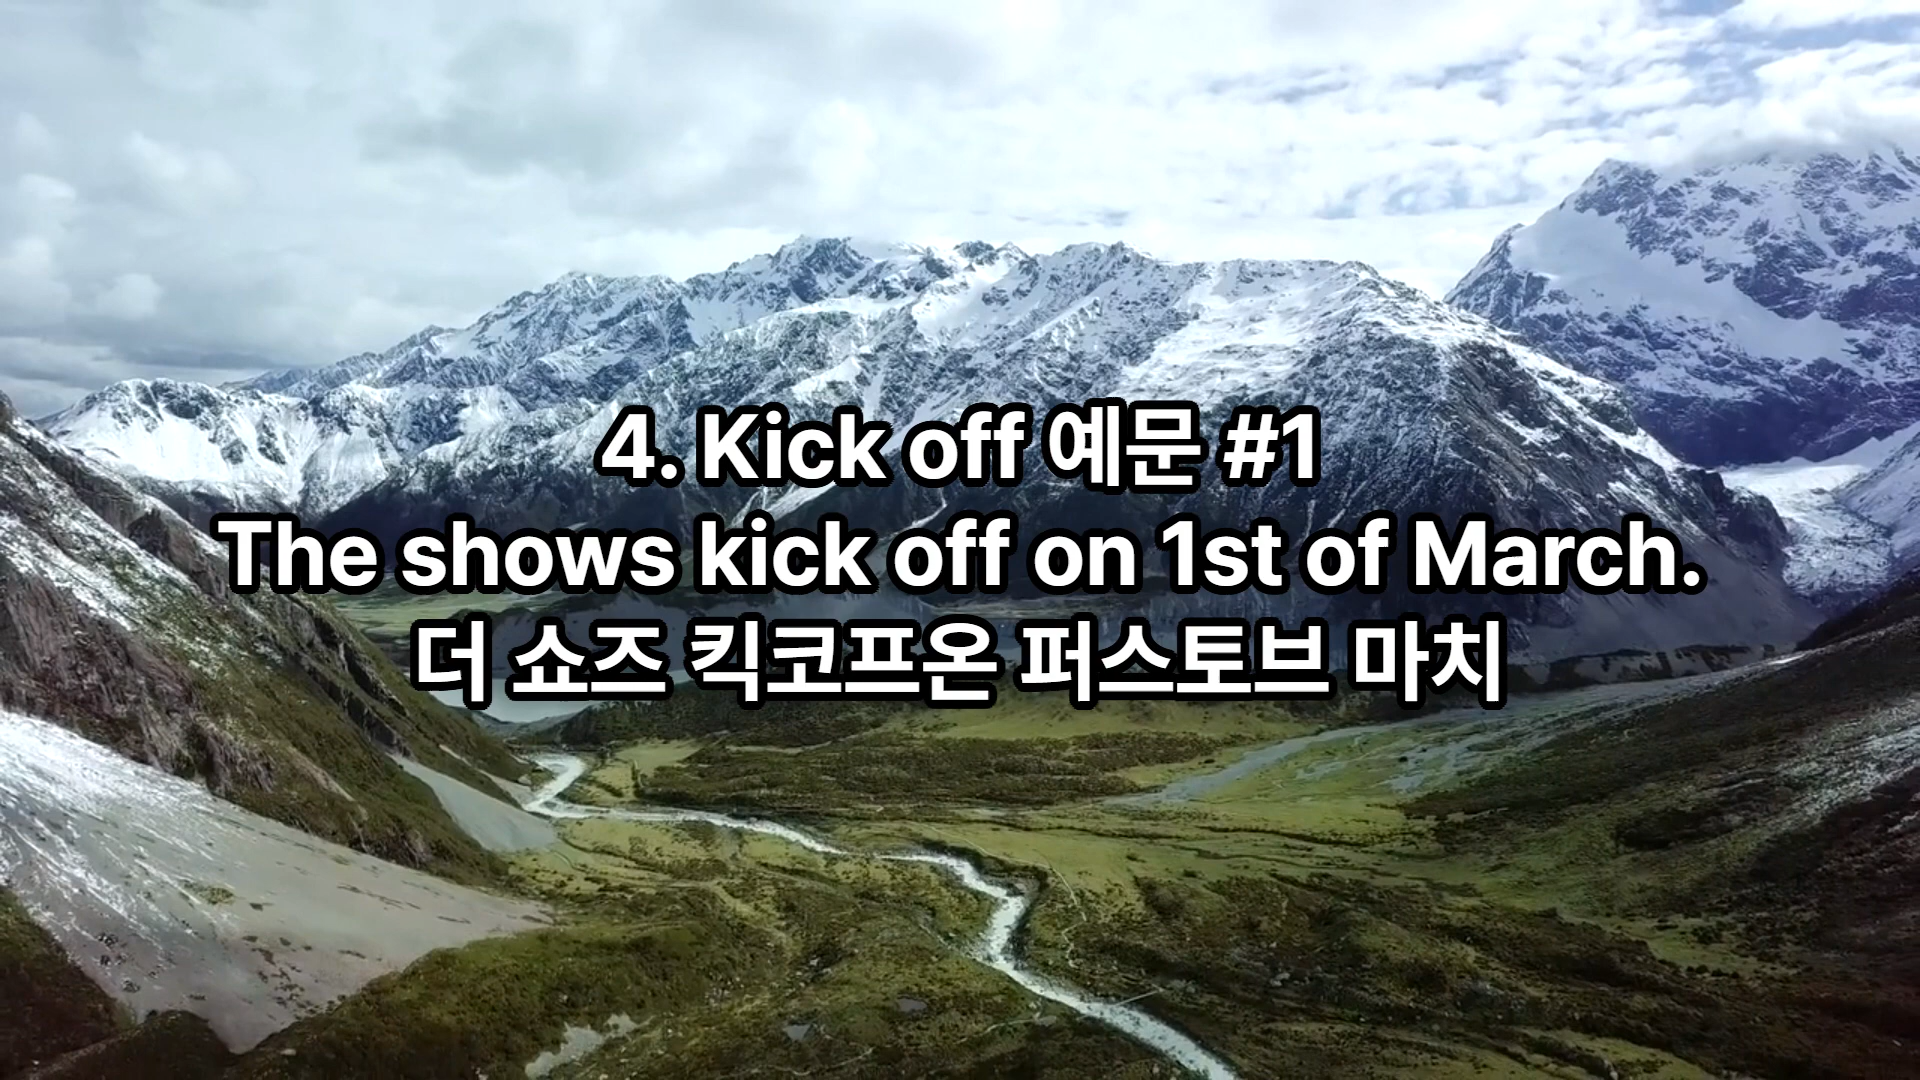 4. Kick off 예문 #1
The shows kick off on 1st of March.
더 쇼즈 킥코프온 퍼스토브 마치